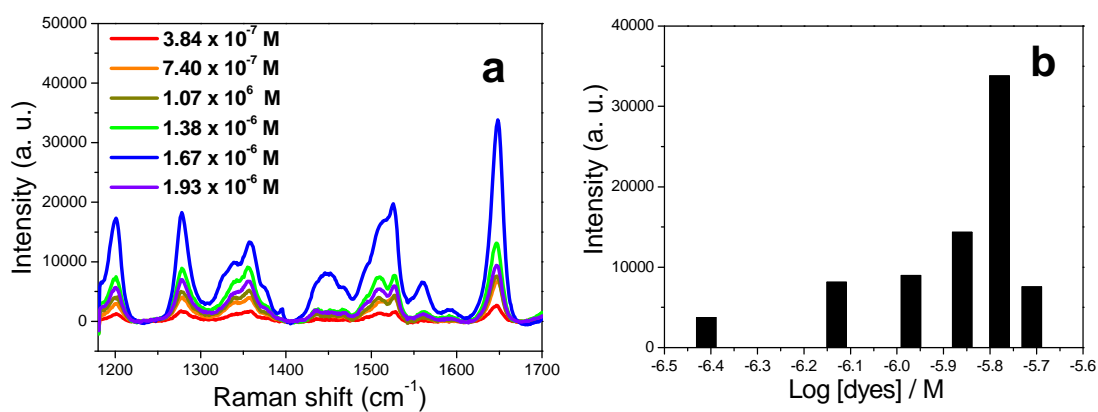 50000
40000
30000
20000
10000
0
Intensity (a. u.)
3.84 x 10⁻⁷ M
7.40 x 10⁻⁷ M
1.07 x 10⁶ M
1.38 x 10⁻⁶ M
1.67 x 10⁻⁶ M
1.93 x 10⁻⁶ M
a
1200 1300 1400 1500 1600 1700
Raman shift (cm⁻¹)
40000
30000
20000
10000
0
Intensity (a. u.)
b
-6.5 -6.4 -6.3 -6.2 -6.1 -6.0 -5.9 -5.8 -5.7 -5.6
Log [dyes] / M